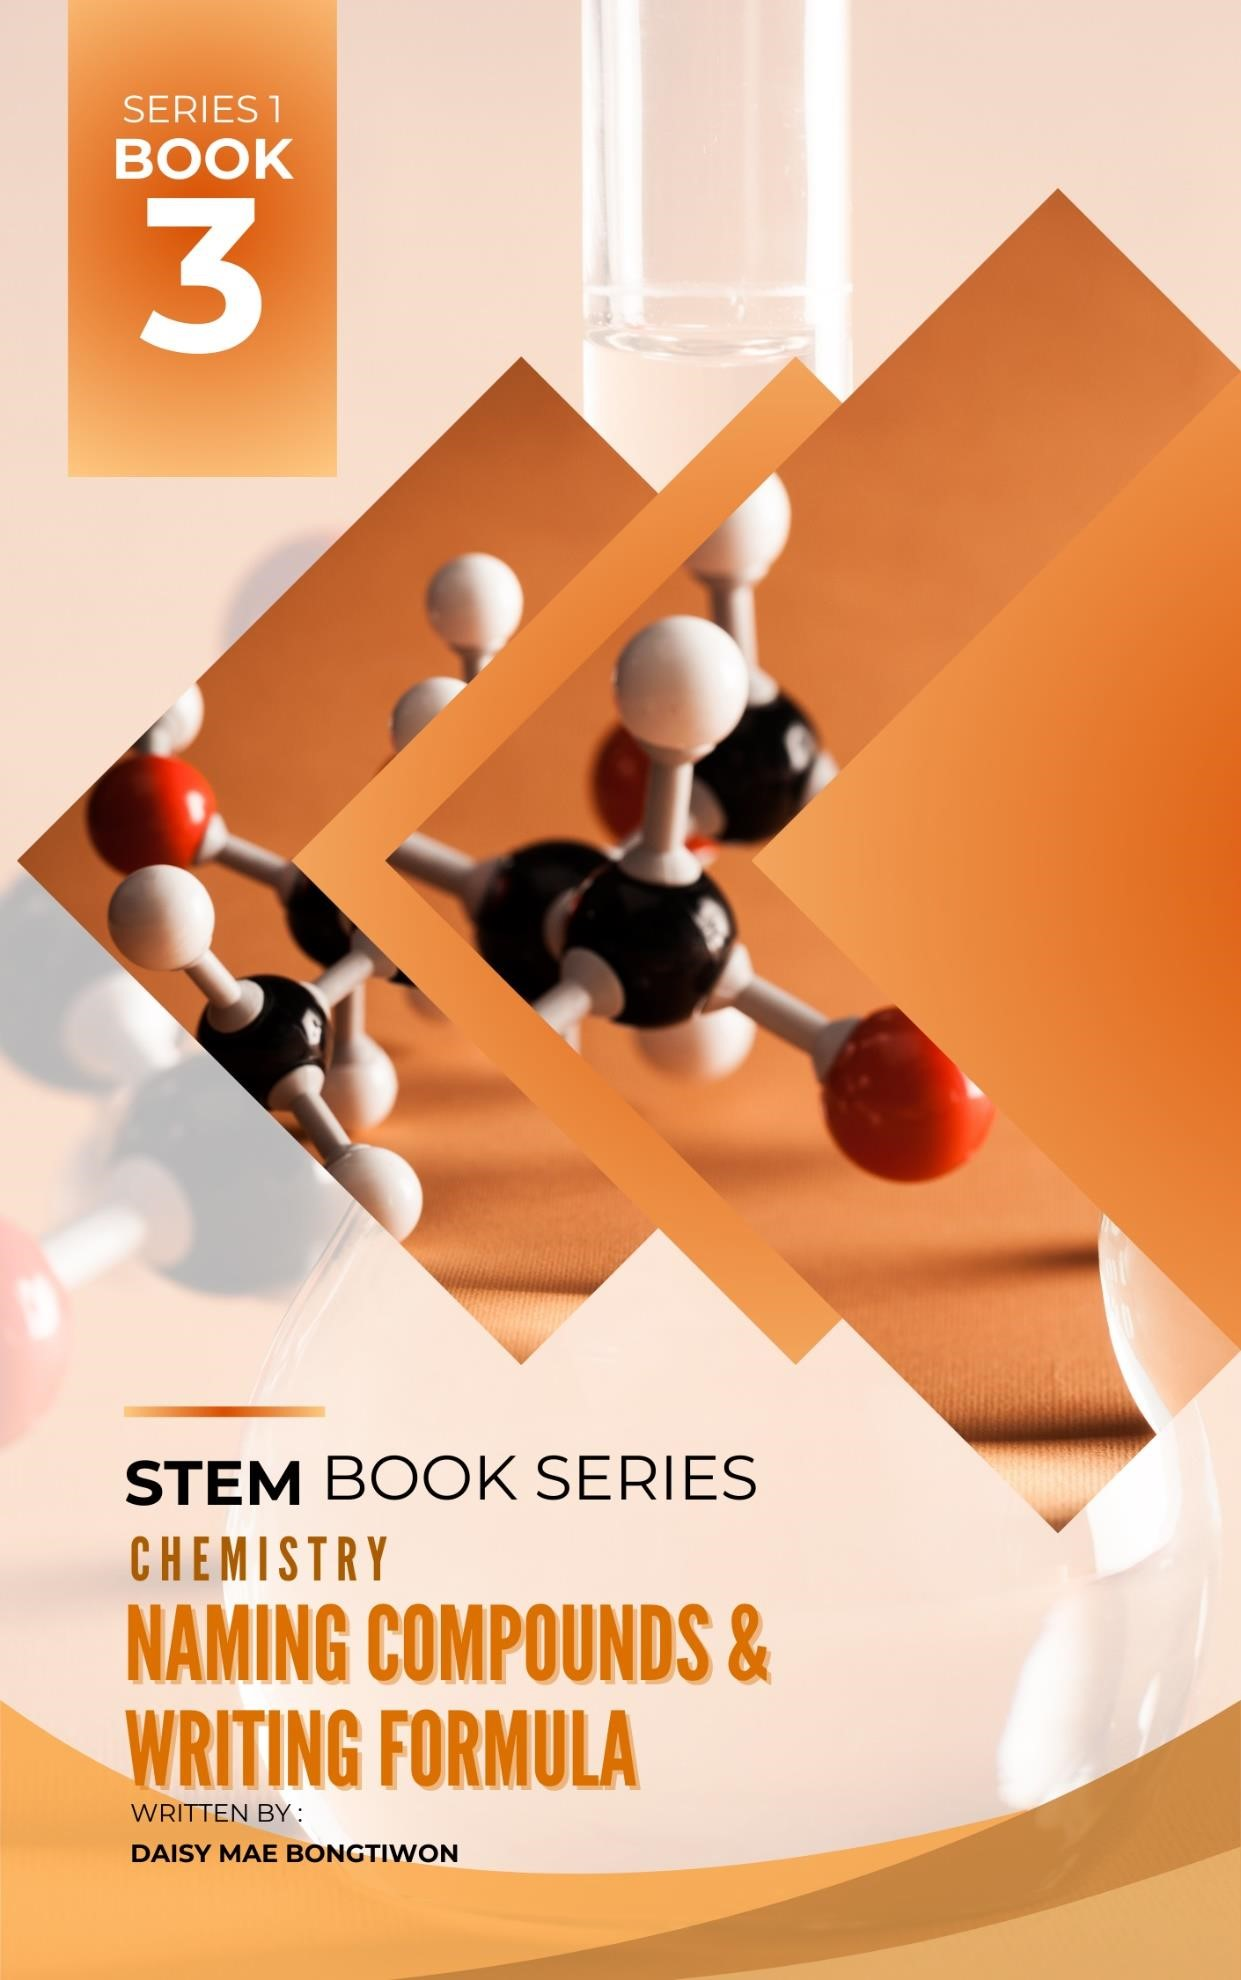 SERIES 1
BOOK
3
STEM BOOK SERIES
CHEMISTRY
NAMING COMPOUNDS &
WRITING FORMULA
WRITTEN BY :
DAISY MAE BONGTIWON